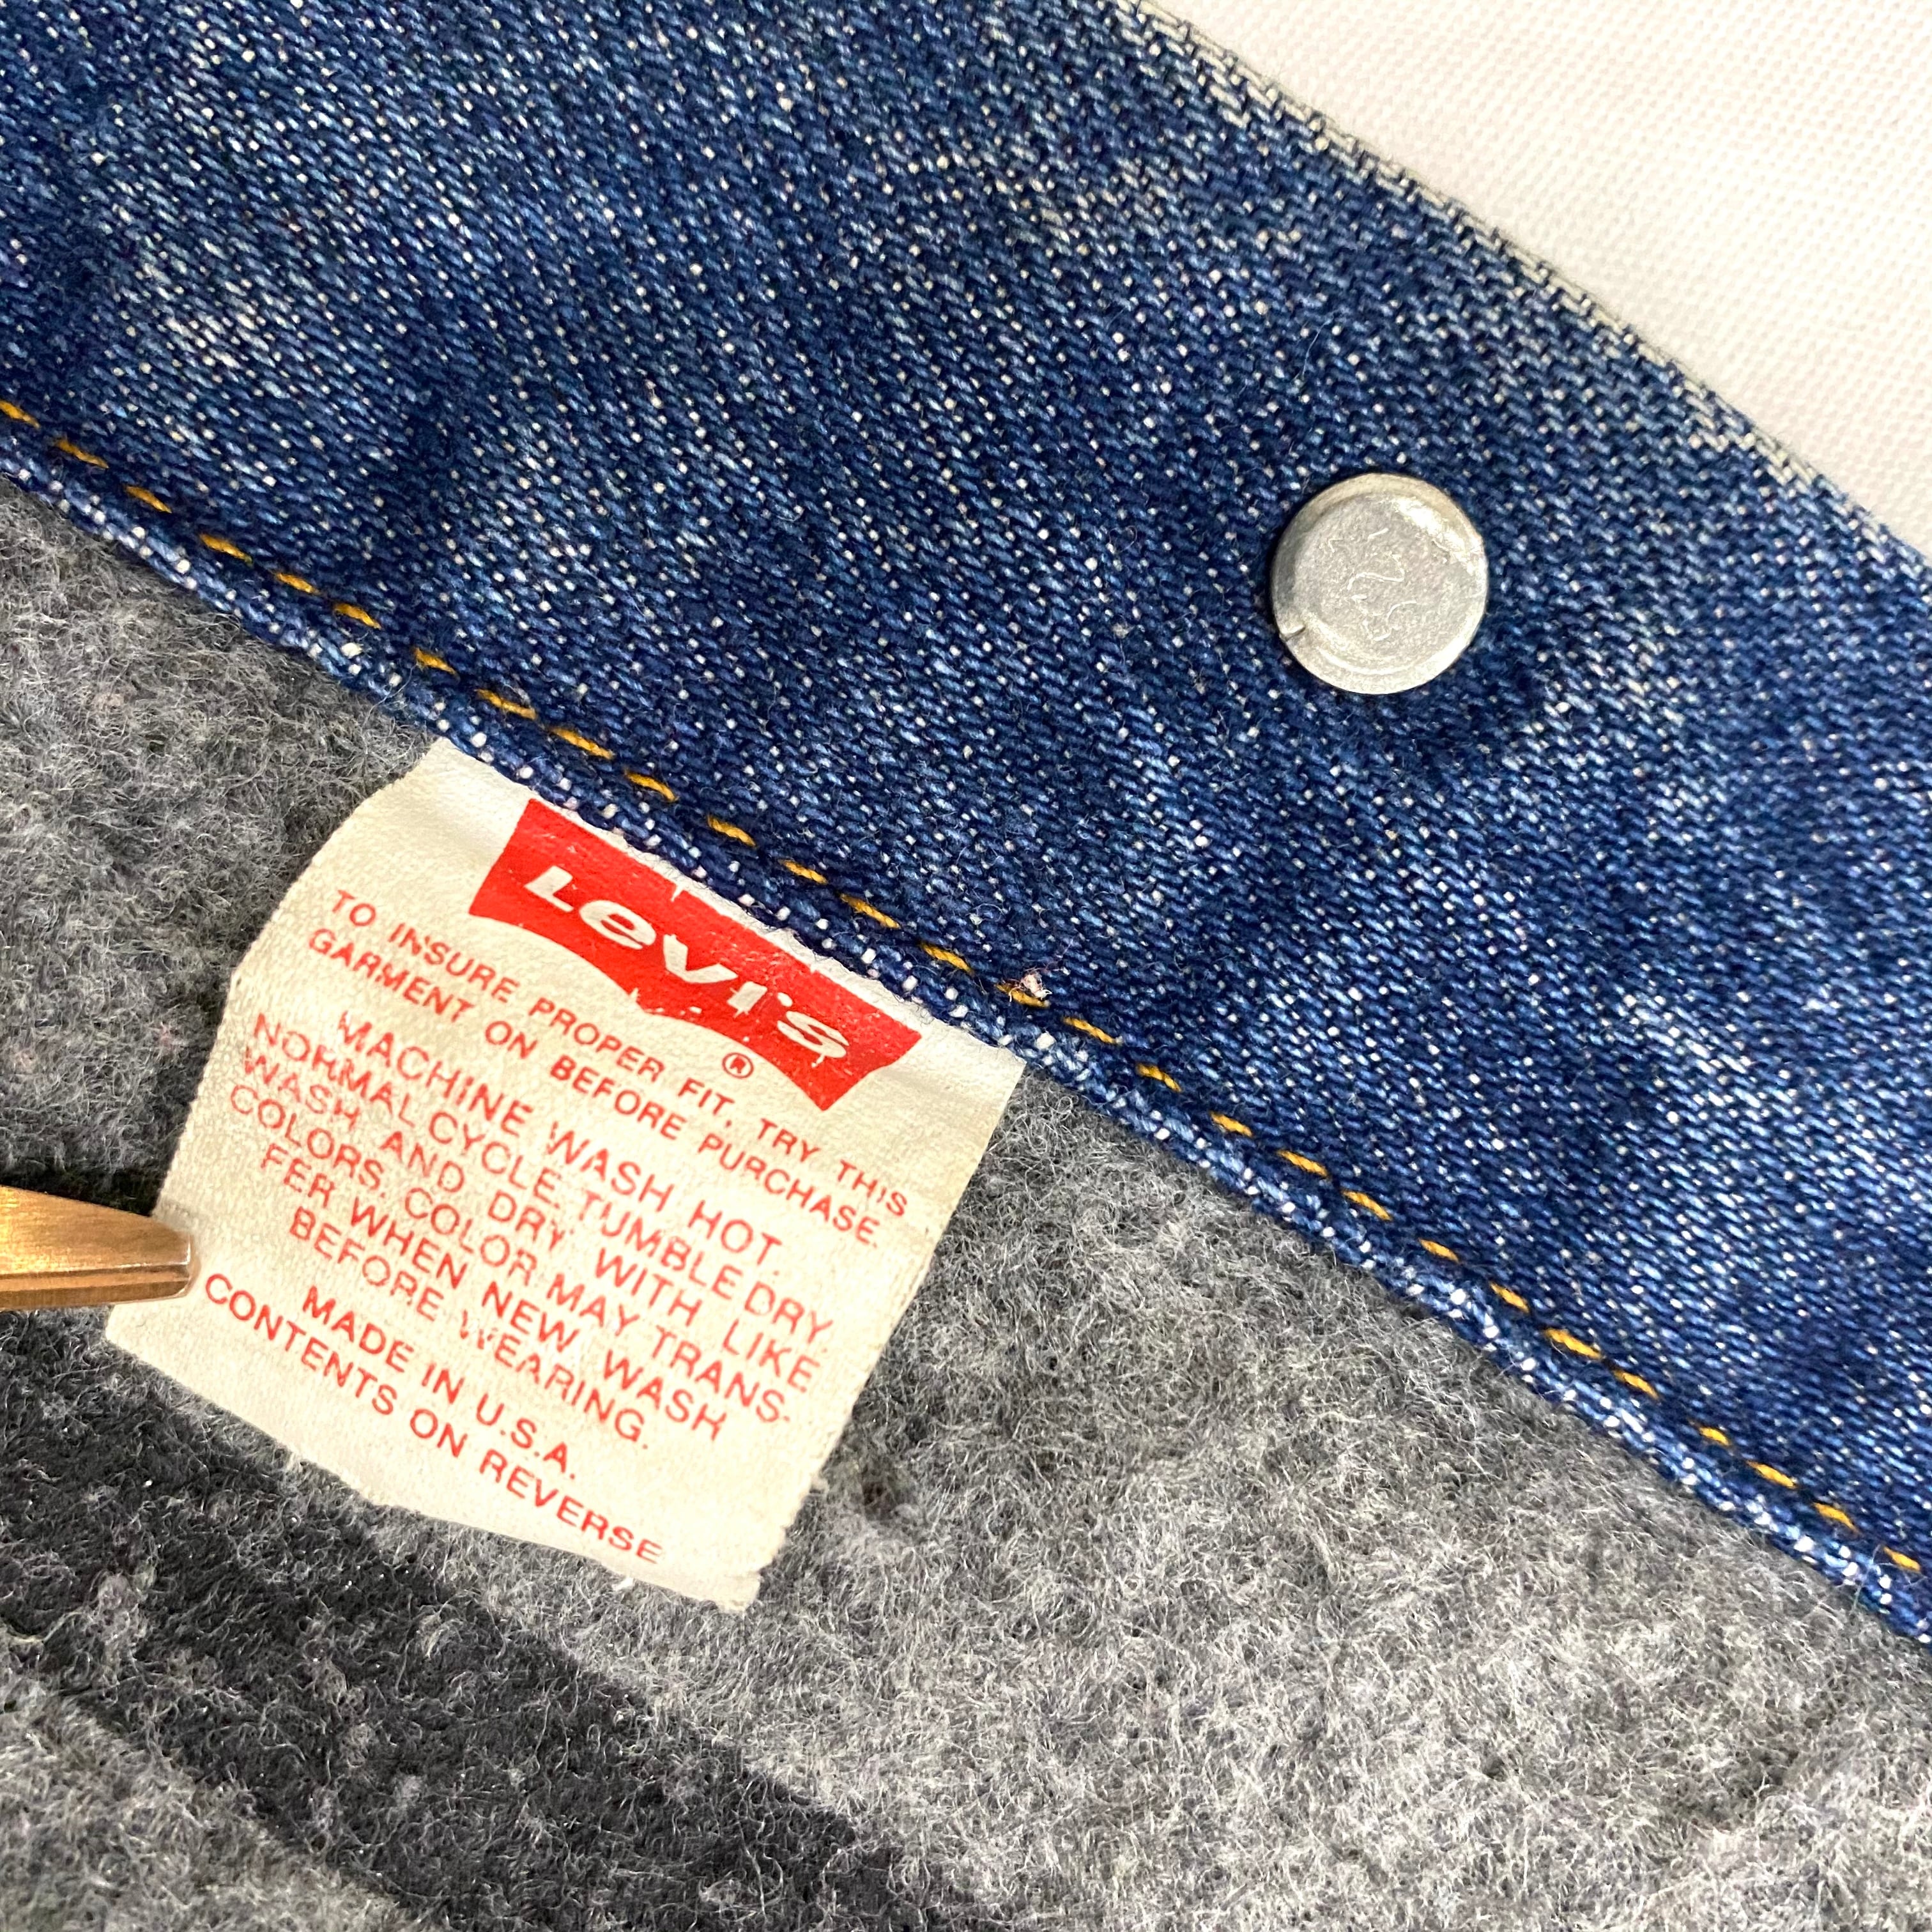 Levi's
®
TO INSURE PROPER FIT, TRY THIS
GARMENT ON BEFORE PURCHASE.
MACHINE WASH HOT.
NORMAL CYCLE. TUMBLE DRY.
WASH AND DRY WITH LIKE
COLORS. COLOR MAY TRANS-
FER WHEN NEW WASH
BEFORE WEARING.
MADE IN U.S.A.
CONTENTS ON REVERSE